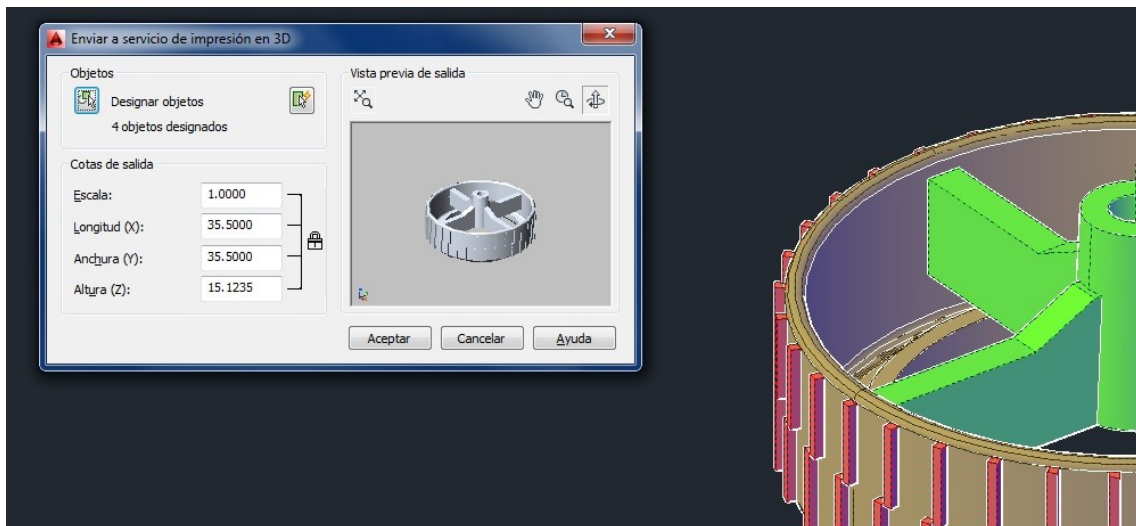 Enviar a servicio de impresión en 3D
Objetos
Designar objetos
4 objetos designados
Cotas de salida
Escala: 1.0000
Longitud (X): 35.5000
Anchura (Y): 35.5000
Altura (Z): 15.1235
Vista previa de salida
Aceptar Cancelar Ayuda